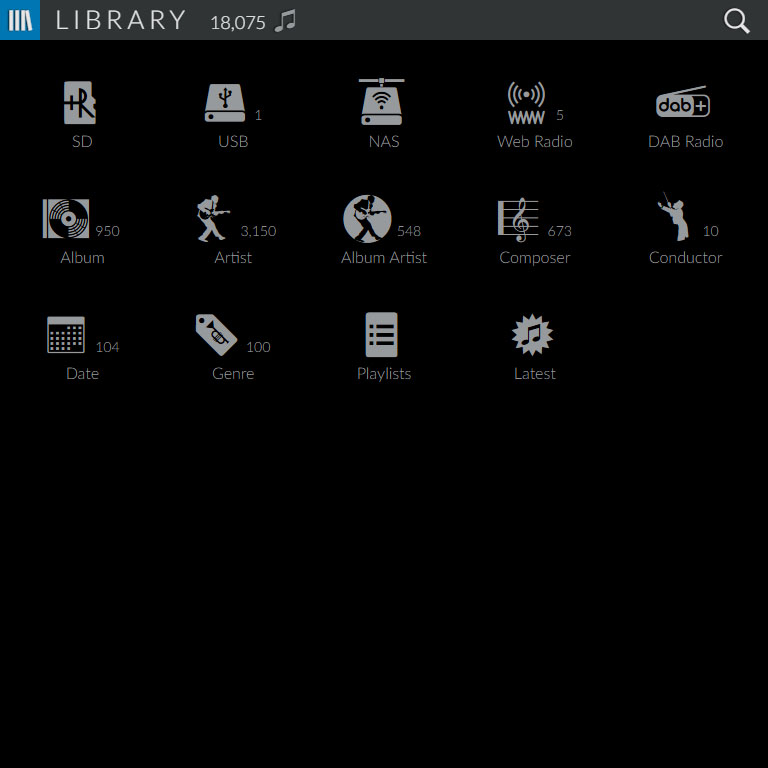 LIBRARY 18,075
1 WWW 5 dab+
SD USB NAS Web Radio DAB Radio
950 3,150 548 673 10
Album Artist Album Artist Composer Conductor
104 100
Date Genre Playlists Latest